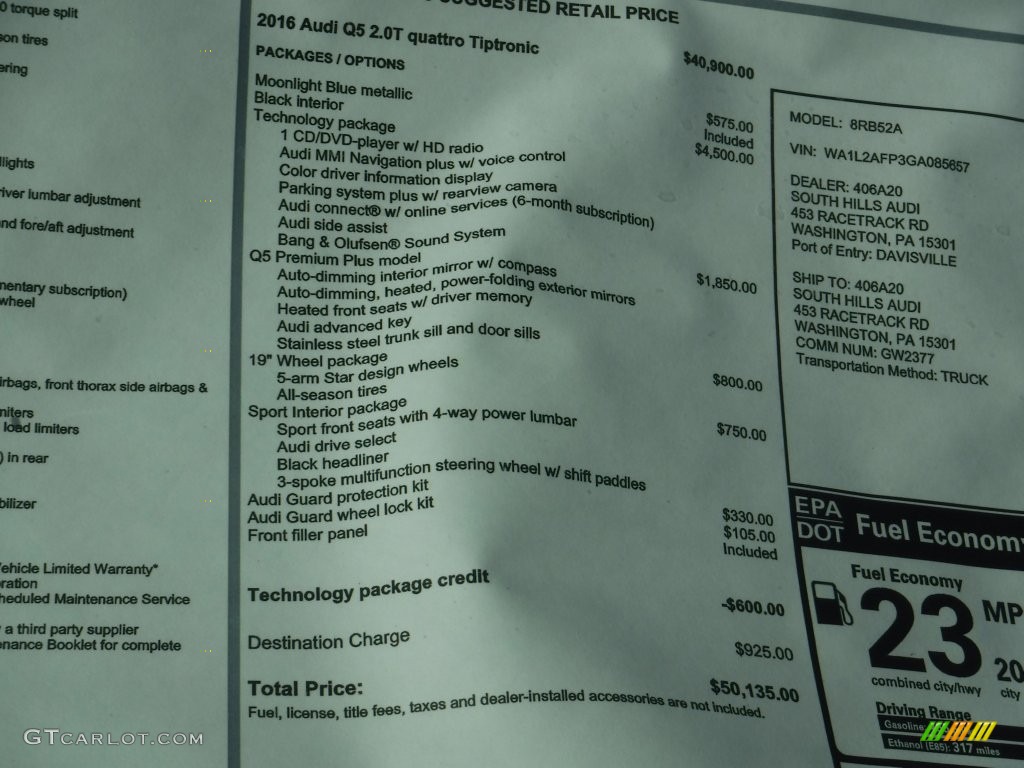 0 torque split
son tires
ering
llights
iver lumbar adjustment
nd fore/aft adjustment
mentary subscription)
wheel
irbags, front thorax side airbags &
niters
load limiters
) in rear
bilizer
ehicle Limited Warranty*
ration
heduled Maintenance Service
a third party supplier
enance Booklet for complete
SUGGESTED RETAIL PRICE
2016 Audi Q5 2.0T quattro Tiptronic $40,900.00
PACKAGES / OPTIONS
Moonlight Blue metallic $575.00
Black interior Included
Technology package $4,500.00
1 CD/DVD-player w/ HD radio
Audi MMI Navigation plus w/ voice control
Color driver information display
Parking system plus w/ rearview camera
Audi connect® w/ online services (6-month subscription)
Audi side assist
Bang & Olufsen® Sound System
Q5 Premium Plus model $1,850.00
Auto-dimming interior mirror w/ compass
Auto-dimming, heated, power-folding exterior mirrors
Heated front seats w/ driver memory
Audi advanced key
Stainless steel trunk sill and door sills
19" Wheel package $800.00
5-arm Star design wheels
All-season tires
Sport Interior package $750.00
Sport front seats with 4-way power lumbar
Audi drive select
Black headliner
3-spoke multifunction steering wheel w/ shift paddles
Audi Guard protection kit $330.00
Audi Guard wheel lock kit $105.00
Front filler panel Included
Technology package credit -$600.00
Destination Charge $925.00
Total Price: $50,135.00
Fuel, license, title fees, taxes and dealer-installed accessories are not included.
MODEL: 8RB52A
VIN: WA1L2AFP3GA085657
DEALER: 406A20
SOUTH HILLS AUDI
453 RACETRACK RD
WASHINGTON, PA 15301
Port of Entry: DAVISVILLE
SHIP TO: 406A20
SOUTH HILLS AUDI
453 RACETRACK RD
WASHINGTON, PA 15301
COMM NUM: GW2377
Transportation Method: TRUCK
EPA
DOT Fuel Economy
Fuel Economy
23 MP
20
combined city/hwy city
Driving Range
Gasoline
Ethanol (E85): 317 miles
GTCARLOT.COM